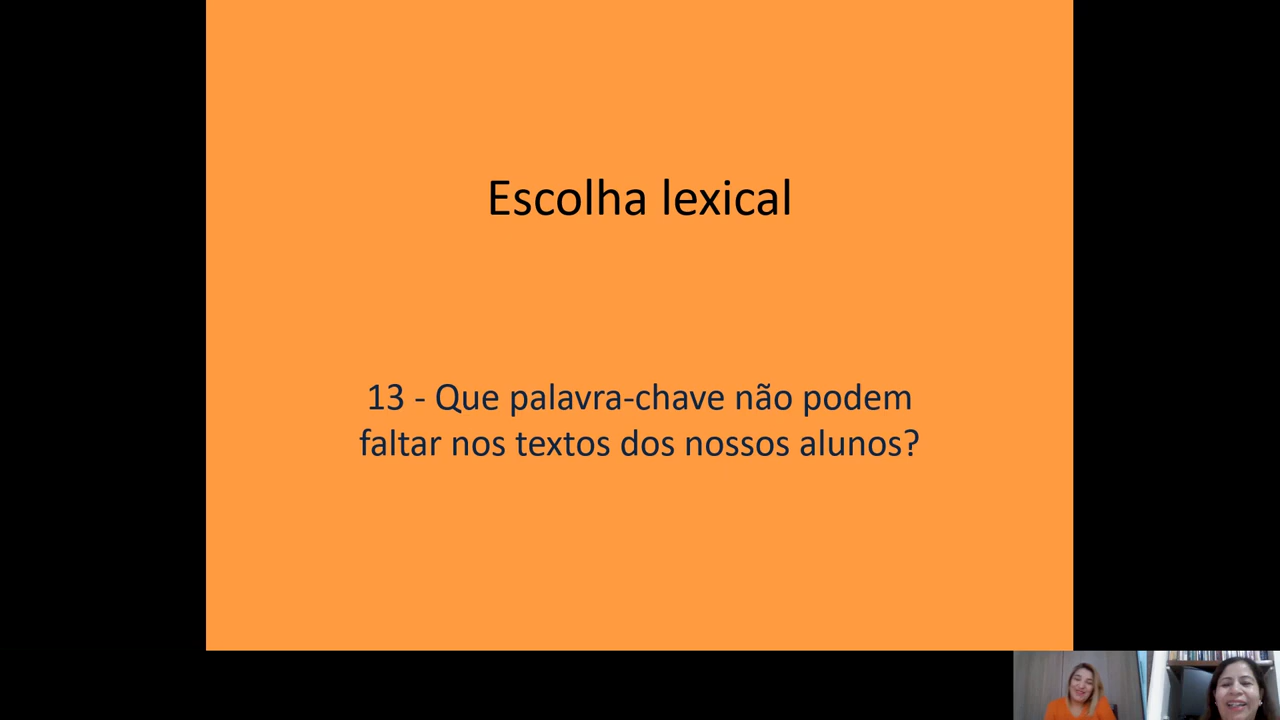 Escolha lexical
13 - Que palavra-chave não podem
faltar nos textos dos nossos alunos?